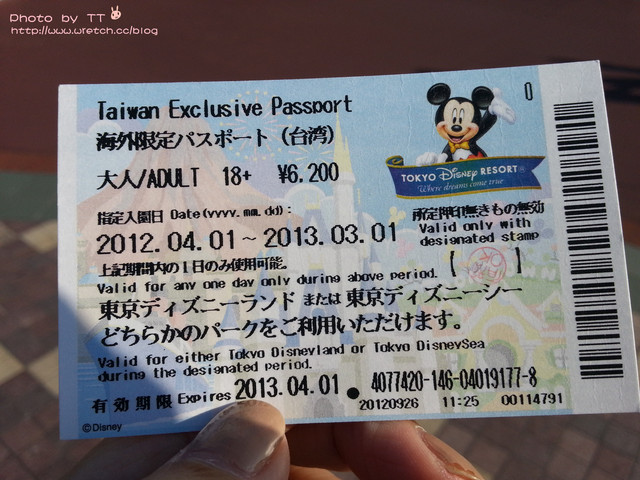 Photo by TT
http://www.wretch.cc/blog
Taiwan Exclusive Passport
海外限定パスポート（台湾）
大人/ADULT 18+ ¥6.200
0
TOKYO Disney RESORT®
Where dreams come true
指定入園日 Date(yyyy.mm.dd):
2012.04.01～2013.03.01
所定押印無きもの無効
Valid only with
designated stamp
【 OK 】
上記期間内の1日のみ使用可能。
Valid for any one day only during above period.
東京ディズニーランド または 東京ディズニーシー
どちらかのパークをご利用いただけます。
Valid for either Tokyo Disneyland or Tokyo DisneySea
during the designated period.
有効期限 Expires 2013.04.01
4077420-146-04019177-8
20120926 11:25 00114791
©Disney